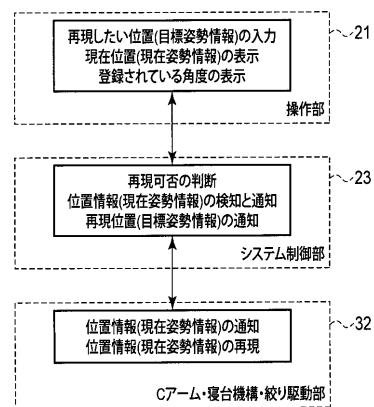 再現したい位置(目標姿勢情報)の入力
現在位置(現在姿勢情報)の表示
登録されている角度の表示
操作部
21
再現可否の判断
位置情報(現在姿勢情報)の検知と通知
再現位置(目標姿勢情報)の通知
システム制御部
23
位置情報(現在姿勢情報)の通知
位置情報(現在姿勢情報)の再現
Cアーム・寝台機構・絞り駆動部
32